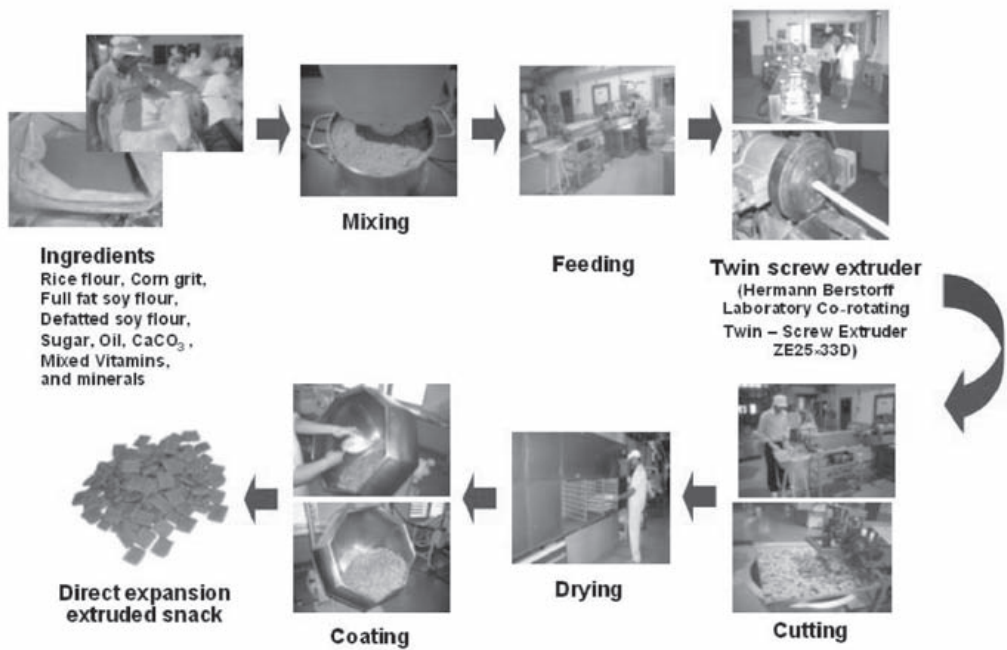 Ingredients
Rice flour, Corn grit,
Full fat soy flour,
Defatted soy flour,
Sugar, Oil, CaCO₃ ,
Mixed Vitamins,
and minerals
Mixing
Feeding
Twin screw extruder
(Hermann Berstorff
Laboratory Co-rotating
Twin – Screw Extruder
ZE25×33D)
Cutting
Drying
Coating
Direct expansion
extruded snack